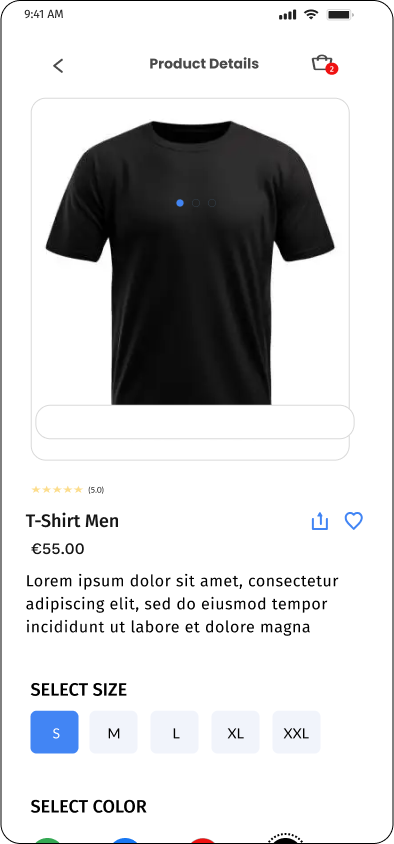 9:41 AM
Product Details
2
(5.0)
T-Shirt Men
€55.00
Lorem ipsum dolor sit amet, consectetur
adipiscing elit, sed do eiusmod tempor
incididunt ut labore et dolore magna
SELECT SIZE
S M L XL XXL
SELECT COLOR